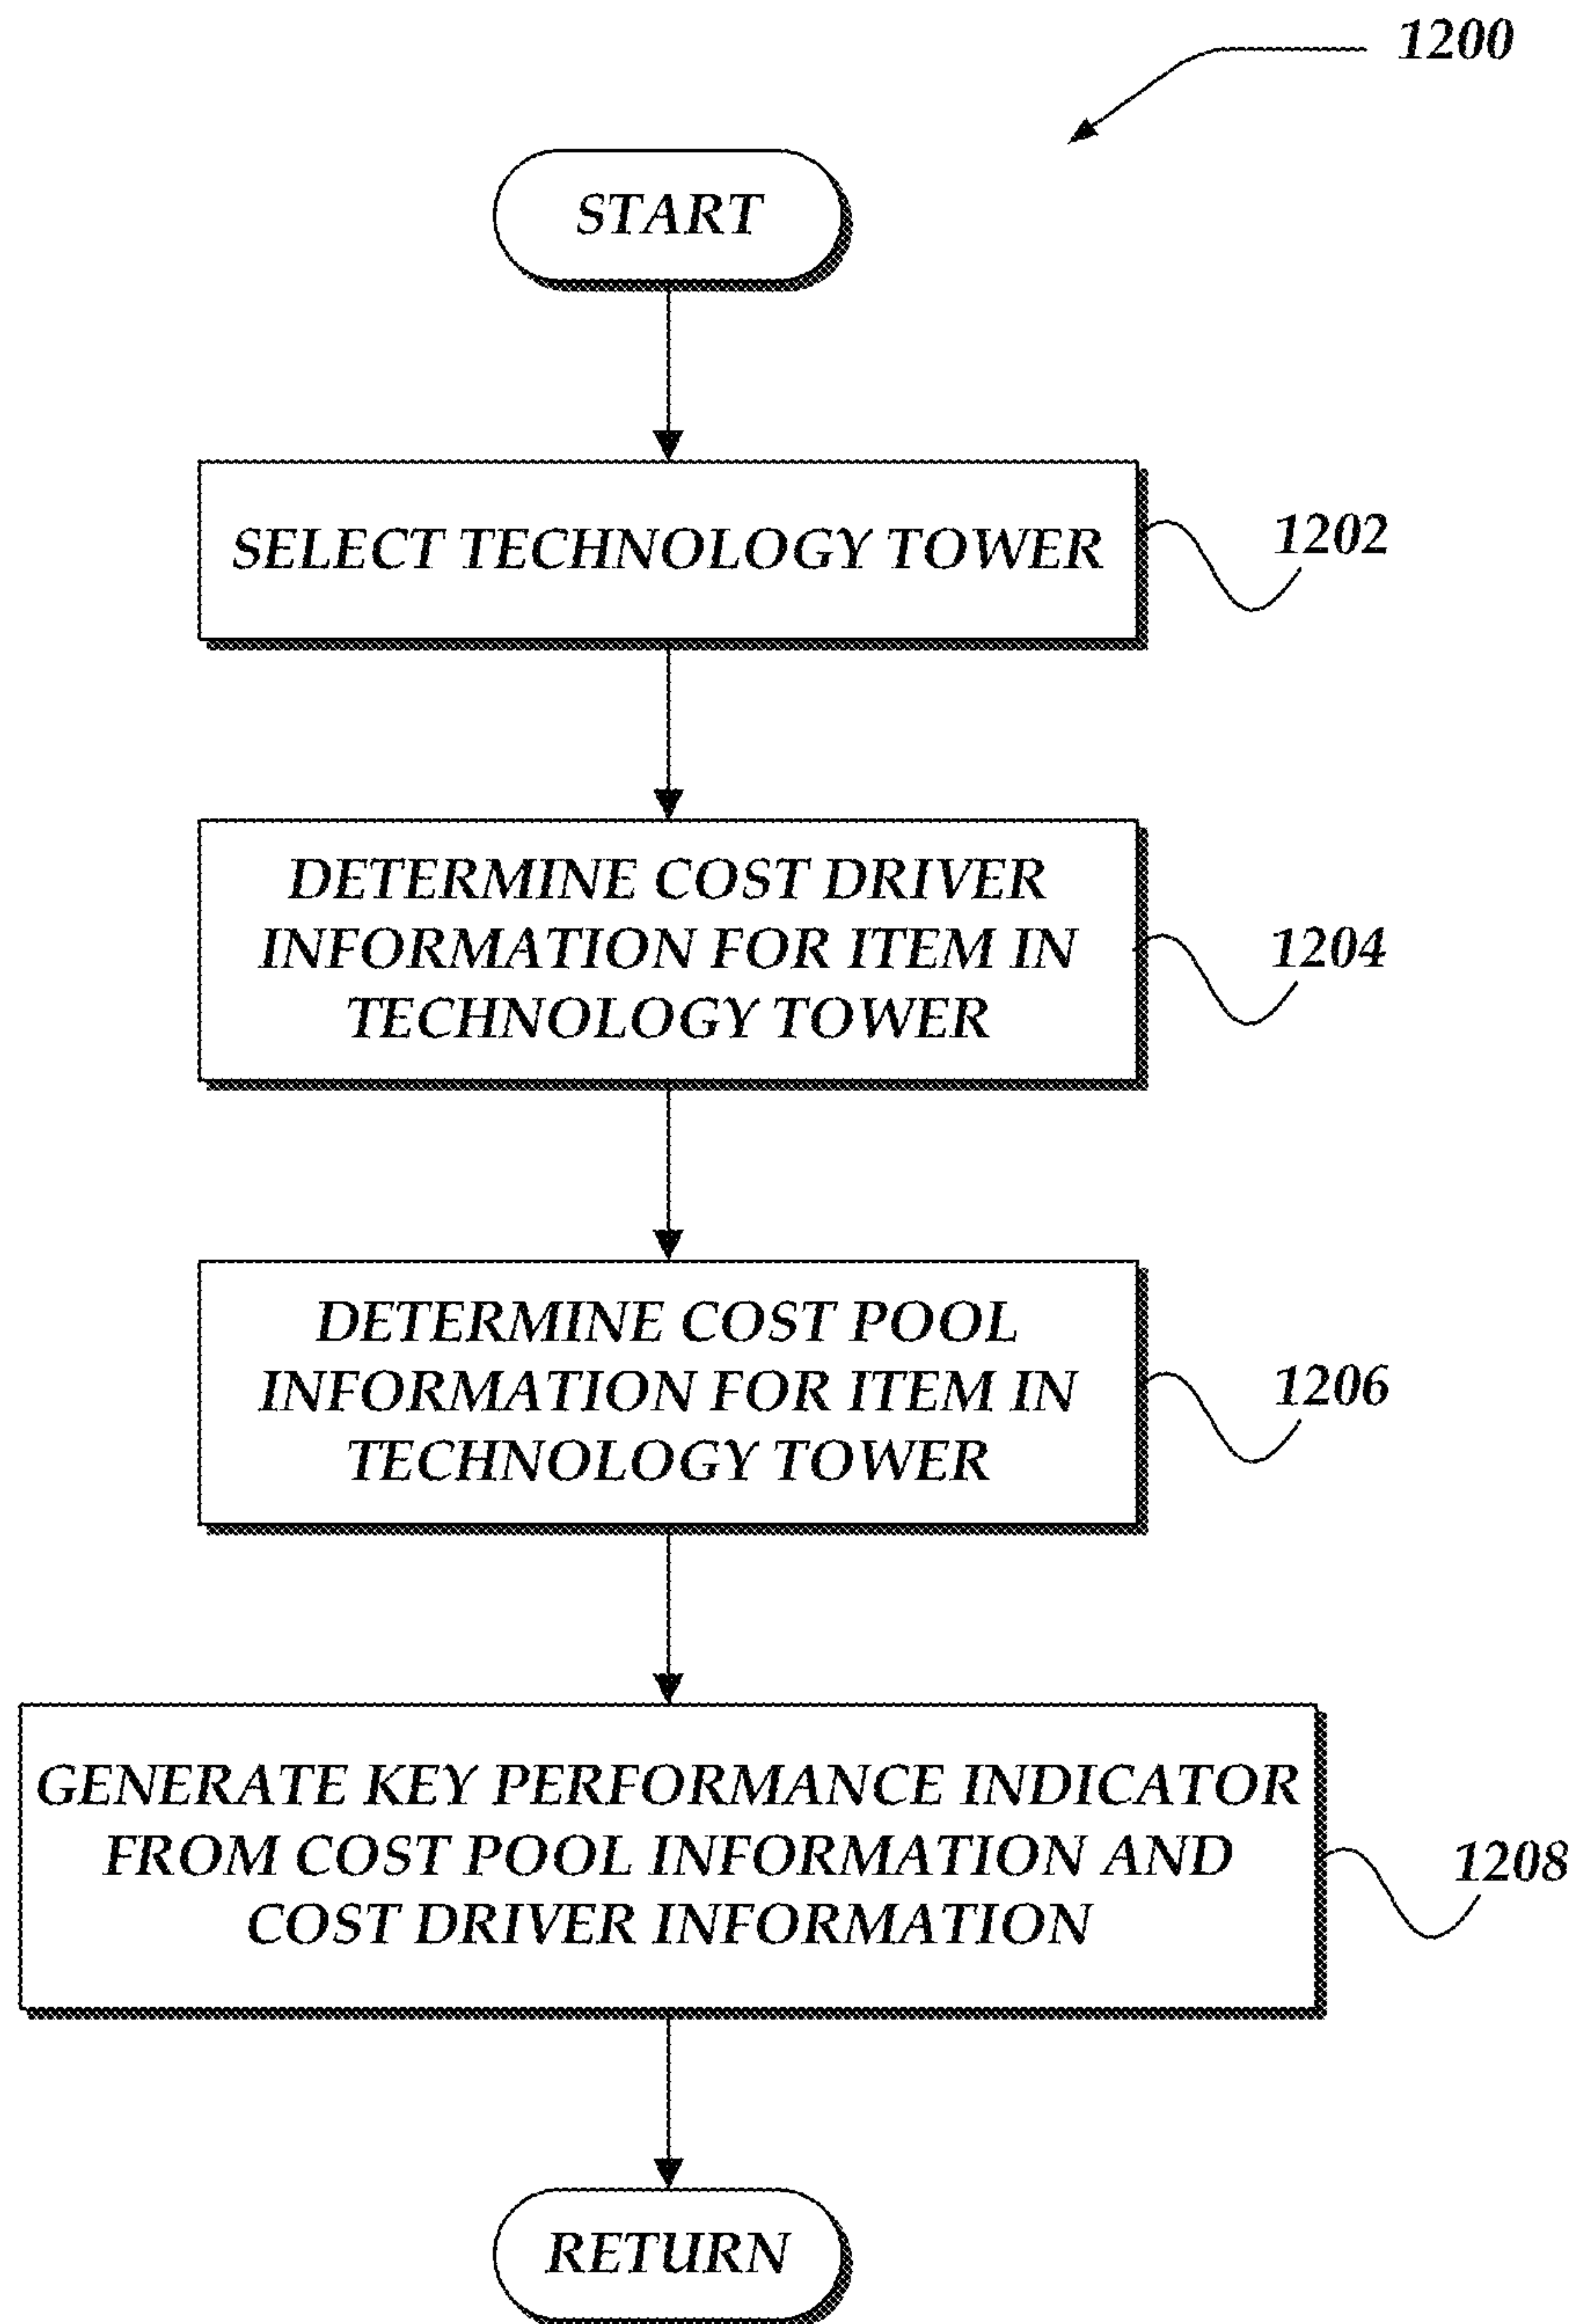 1200
START
SELECT TECHNOLOGY TOWER
1202
DETERMINE COST DRIVER
INFORMATION FOR ITEM IN
TECHNOLOGY TOWER
1204
DETERMINE COST POOL
INFORMATION FOR ITEM IN
TECHNOLOGY TOWER
1206
GENERATE KEY PERFORMANCE INDICATOR
FROM COST POOL INFORMATION AND
COST DRIVER INFORMATION
1208
RETURN